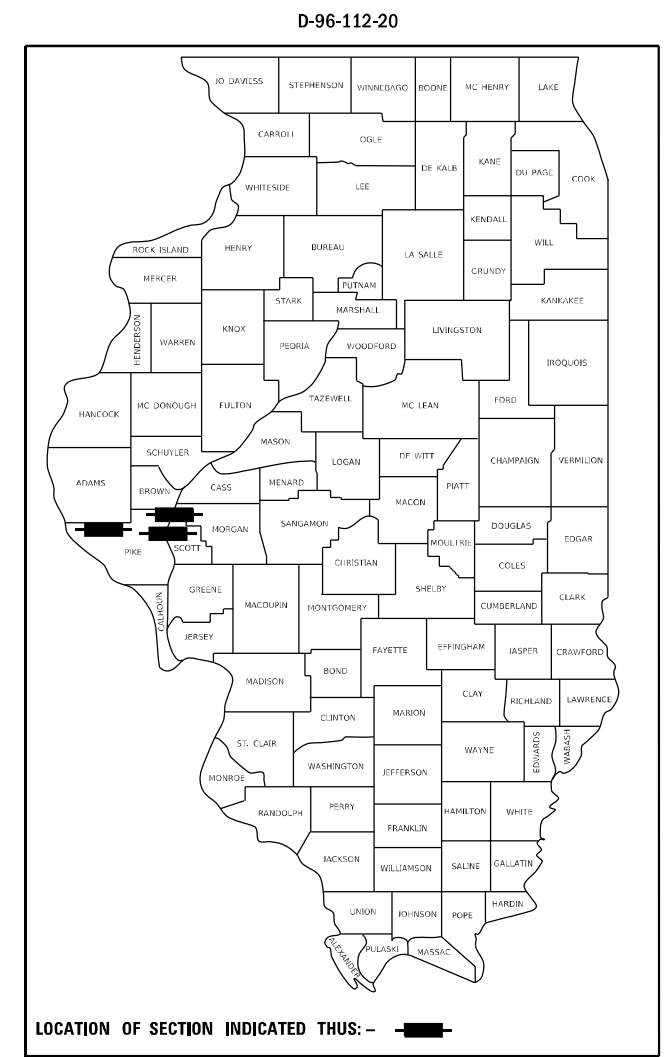 D-96-112-20
JO DAVIESS
STEPHENSON
WINNEBAGO
BOONE
MC HENRY
LAKE
CARROLL
OGLE
DE KALB
KANE
DU PAGE
COOK
WHITESIDE
LEE
KENDALL
WILL
ROCK ISLAND
HENRY
BUREAU
LA SALLE
GRUNDY
MERCER
PUTNAM
STARK
MARSHALL
KANKAKEE
HENDERSON
WARREN
KNOX
PEORIA
WOODFORD
LIVINGSTON
IROQUOIS
HANCOCK
MC DONOUGH
FULTON
TAZEWELL
MC LEAN
FORD
MASON
SCHUYLER
LOGAN
DE WITT
CHAMPAIGN
VERMILION
ADAMS
BROWN
CASS
MENARD
PIATT
MACON
PIKE
SCOTT
MORGAN
SANGAMON
DOUGLAS
EDGAR
MOULTRIE
CHRISTIAN
COLES
CALHOUN
GREENE
MACOUPIN
MONTGOMERY
SHELBY
CUMBERLAND
CLARK
JERSEY
FAYETTE
EFFINGHAM
JASPER
CRAWFORD
BOND
MADISON
CLAY
RICHLAND
LAWRENCE
CLINTON
MARION
ST. CLAIR
WAYNE
EDWARDS
WABASH
WASHINGTON
JEFFERSON
MONROE
RANDOLPH
PERRY
HAMILTON
WHITE
FRANKLIN
JACKSON
WILLIAMSON
SALINE
GALLATIN
UNION
JOHNSON
POPE
HARDIN
ALEXANDER
PULASKI
MASSAC
LOCATION OF SECTION INDICATED THUS: –